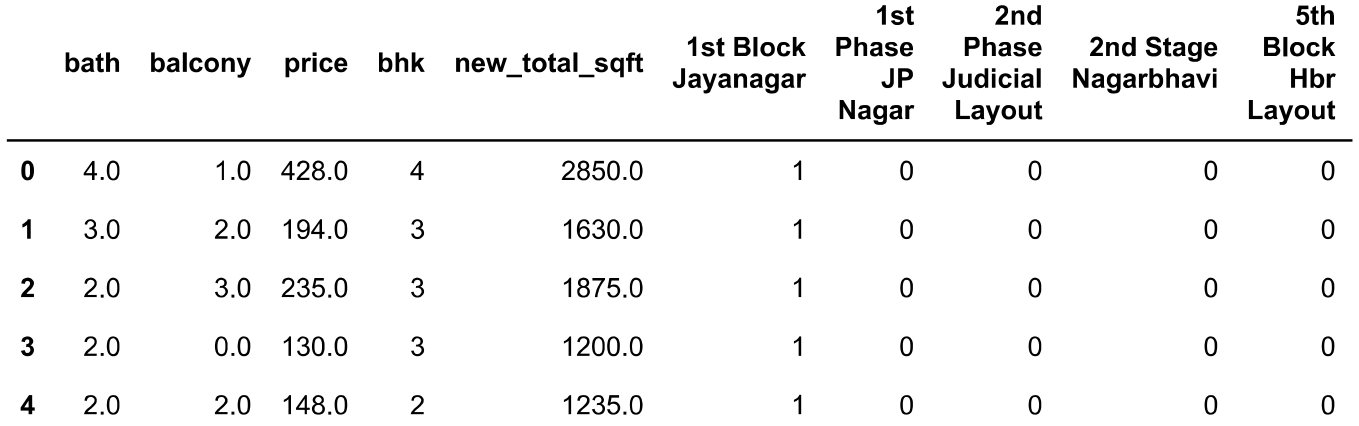 bath balcony price bhk new_total_sqft 1st Block Jayanagar 1st Phase JP Nagar 2nd Phase Judicial Layout 2nd Stage Nagarbhavi 5th Block Hbr Layout
0 4.0 1.0 428.0 4 2850.0 1 0 0 0 0
1 3.0 2.0 194.0 3 1630.0 1 0 0 0 0
2 2.0 3.0 235.0 3 1875.0 1 0 0 0 0
3 2.0 0.0 130.0 3 1200.0 1 0 0 0 0
4 2.0 2.0 148.0 2 1235.0 1 0 0 0 0